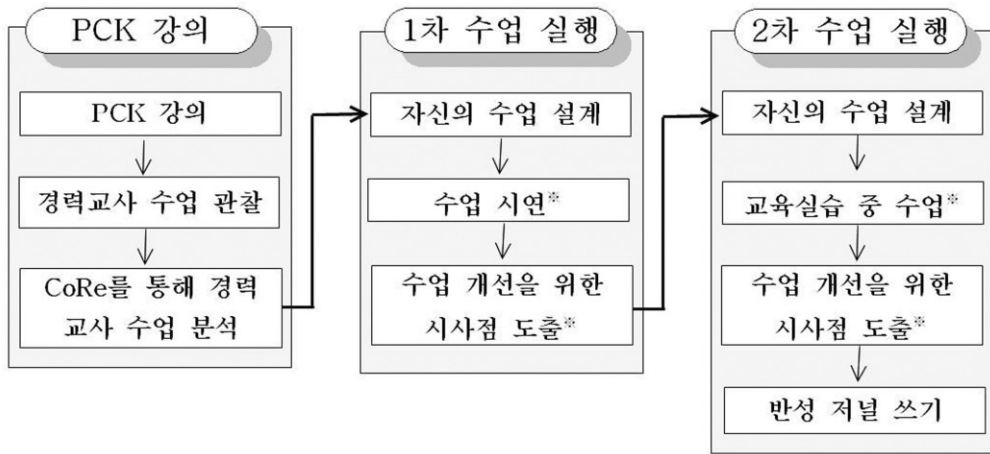 PCK 강의
PCK 강의
경력교사 수업 관찰
CoRe를 통해 경력
교사 수업 분석
1차 수업 실행
자신의 수업 설계
수업 시연※
수업 개선을 위한
시사점 도출※
2차 수업 실행
자신의 수업 설계
교육실습 중 수업※
수업 개선을 위한
시사점 도출※
반성 저널 쓰기